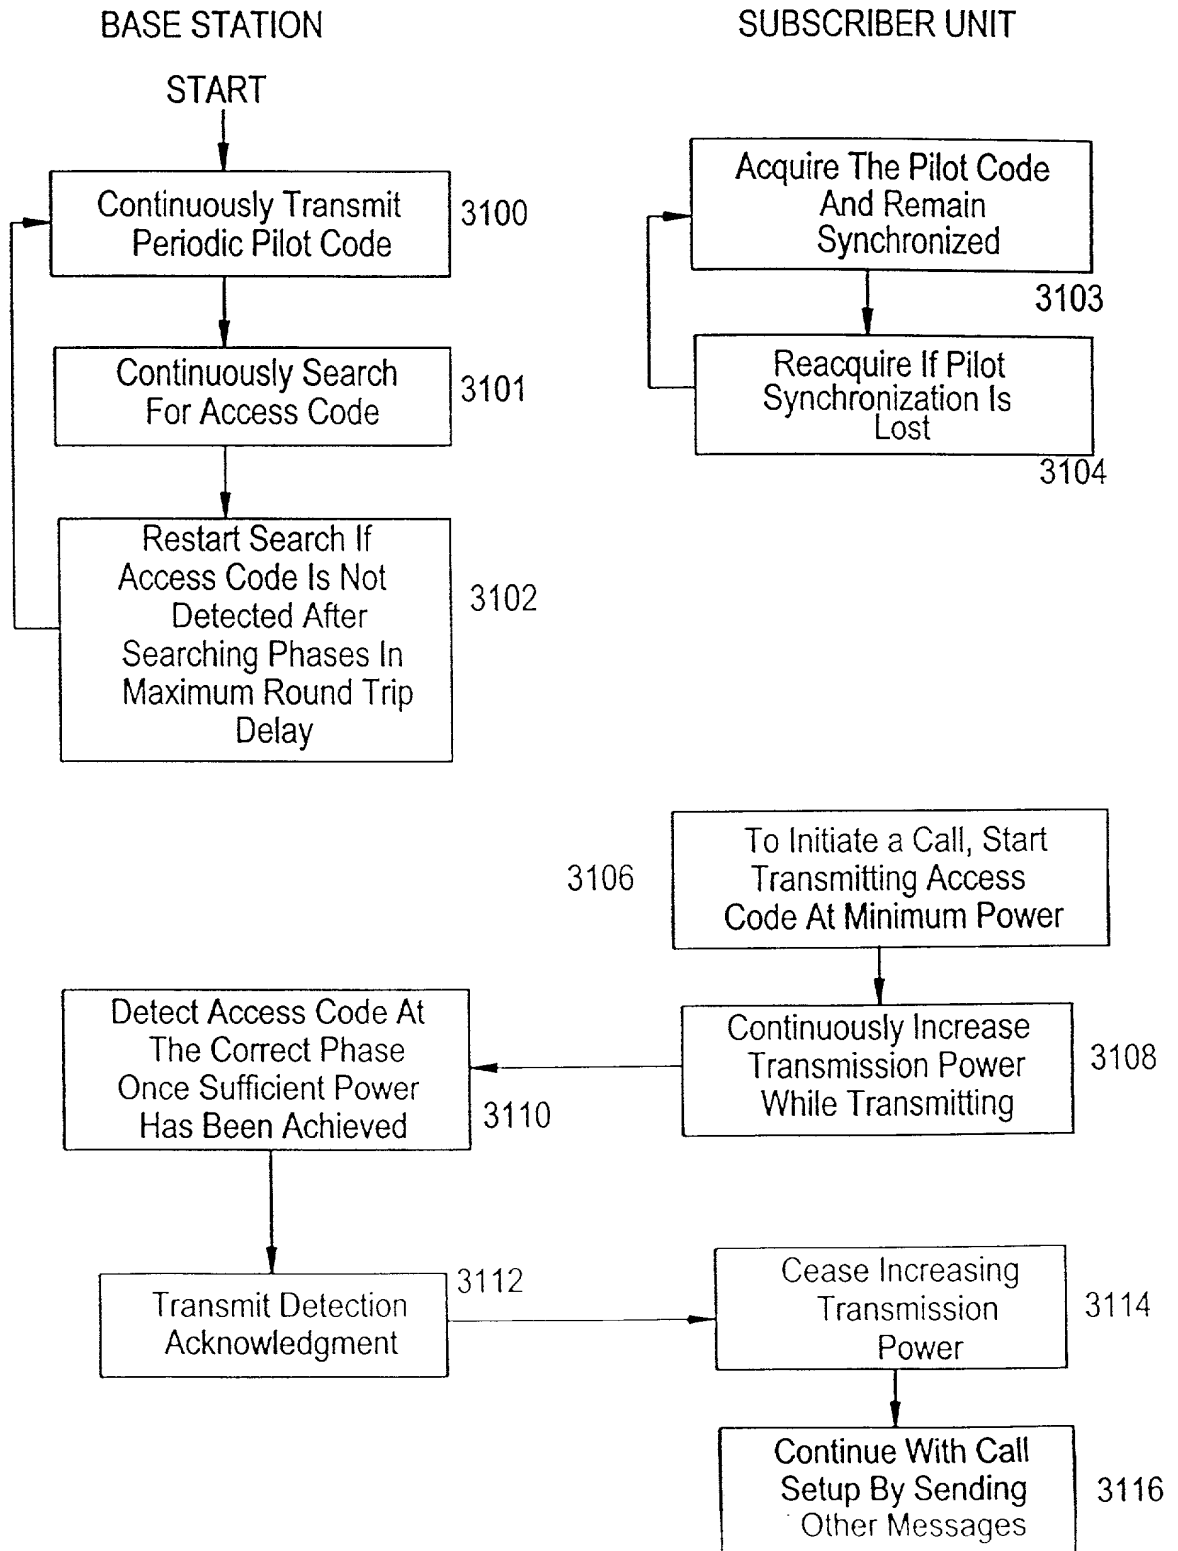 BASE STATION
SUBSCRIBER UNIT
START
Continuously Transmit
Periodic Pilot Code
3100
Acquire The Pilot Code
And Remain
Synchronized
3103
Continuously Search
For Access Code
3101
Reacquire If Pilot
Synchronization Is
Lost
3104
Restart Search If
Access Code Is Not
Detected After
Searching Phases In
Maximum Round Trip
Delay
3102
3106
To Initiate a Call, Start
Transmitting Access
Code At Minimum Power
Detect Access Code At
The Correct Phase
Once Sufficient Power
Has Been Achieved
3110
Continuously Increase
Transmission Power
While Transmitting
3108
Transmit Detection
Acknowledgment
3112
Cease Increasing
Transmission
Power
3114
Continue With Call
Setup By Sending
Other Messages
3116